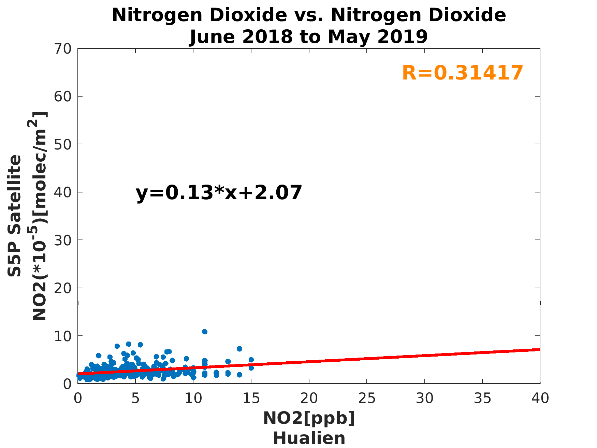 Nitrogen Dioxide vs. Nitrogen Dioxide
June 2018 to May 2019
R=0.31417
y=0.13*x+2.07
S5P Satellite
NO2(*10^-5)[molec/m^2]
70
60
50
40
30
20
10
0
0 5 10 15 20 25 30 35 40
NO2[ppb]
Hualien